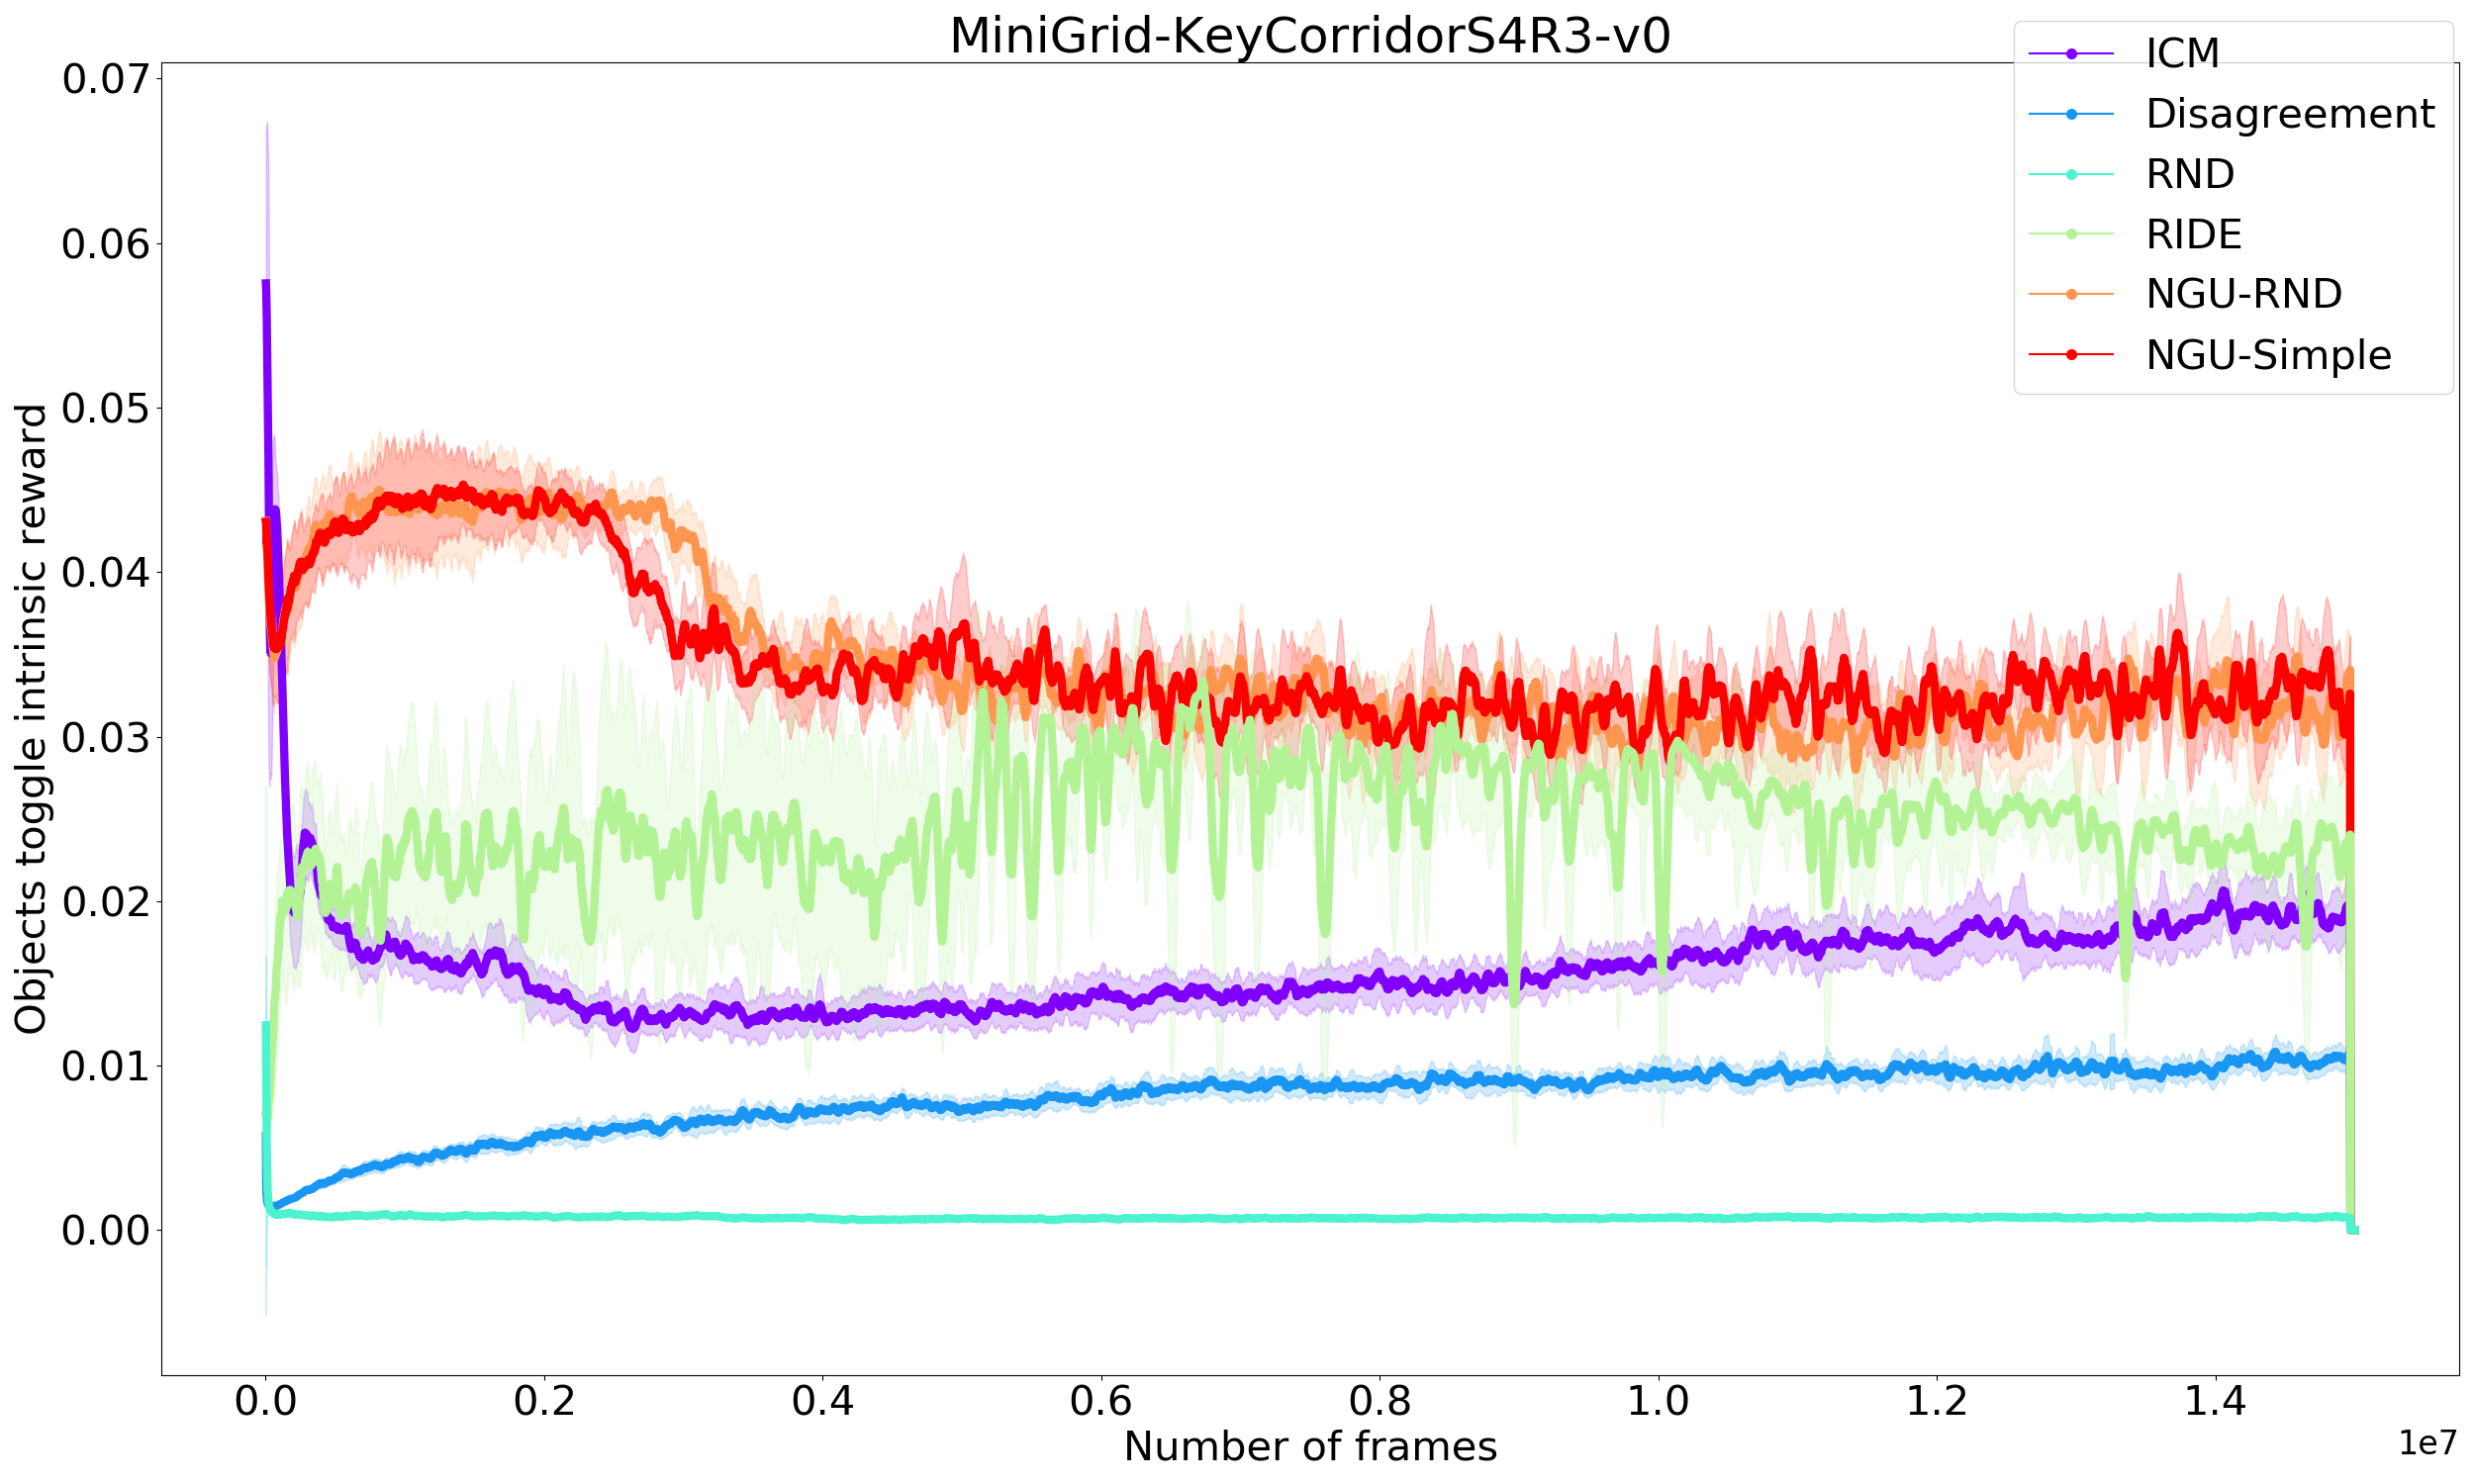 MiniGrid-KeyCorridorS4R3-v0
ICM
Disagreement
RND
RIDE
NGU-RND
NGU-Simple
Objects toggle intrinsic reward
0.07
0.06
0.05
0.04
0.03
0.02
0.01
0.00
0.0 0.2 0.4 0.6 0.8 1.0 1.2 1.4
1e7
Number of frames